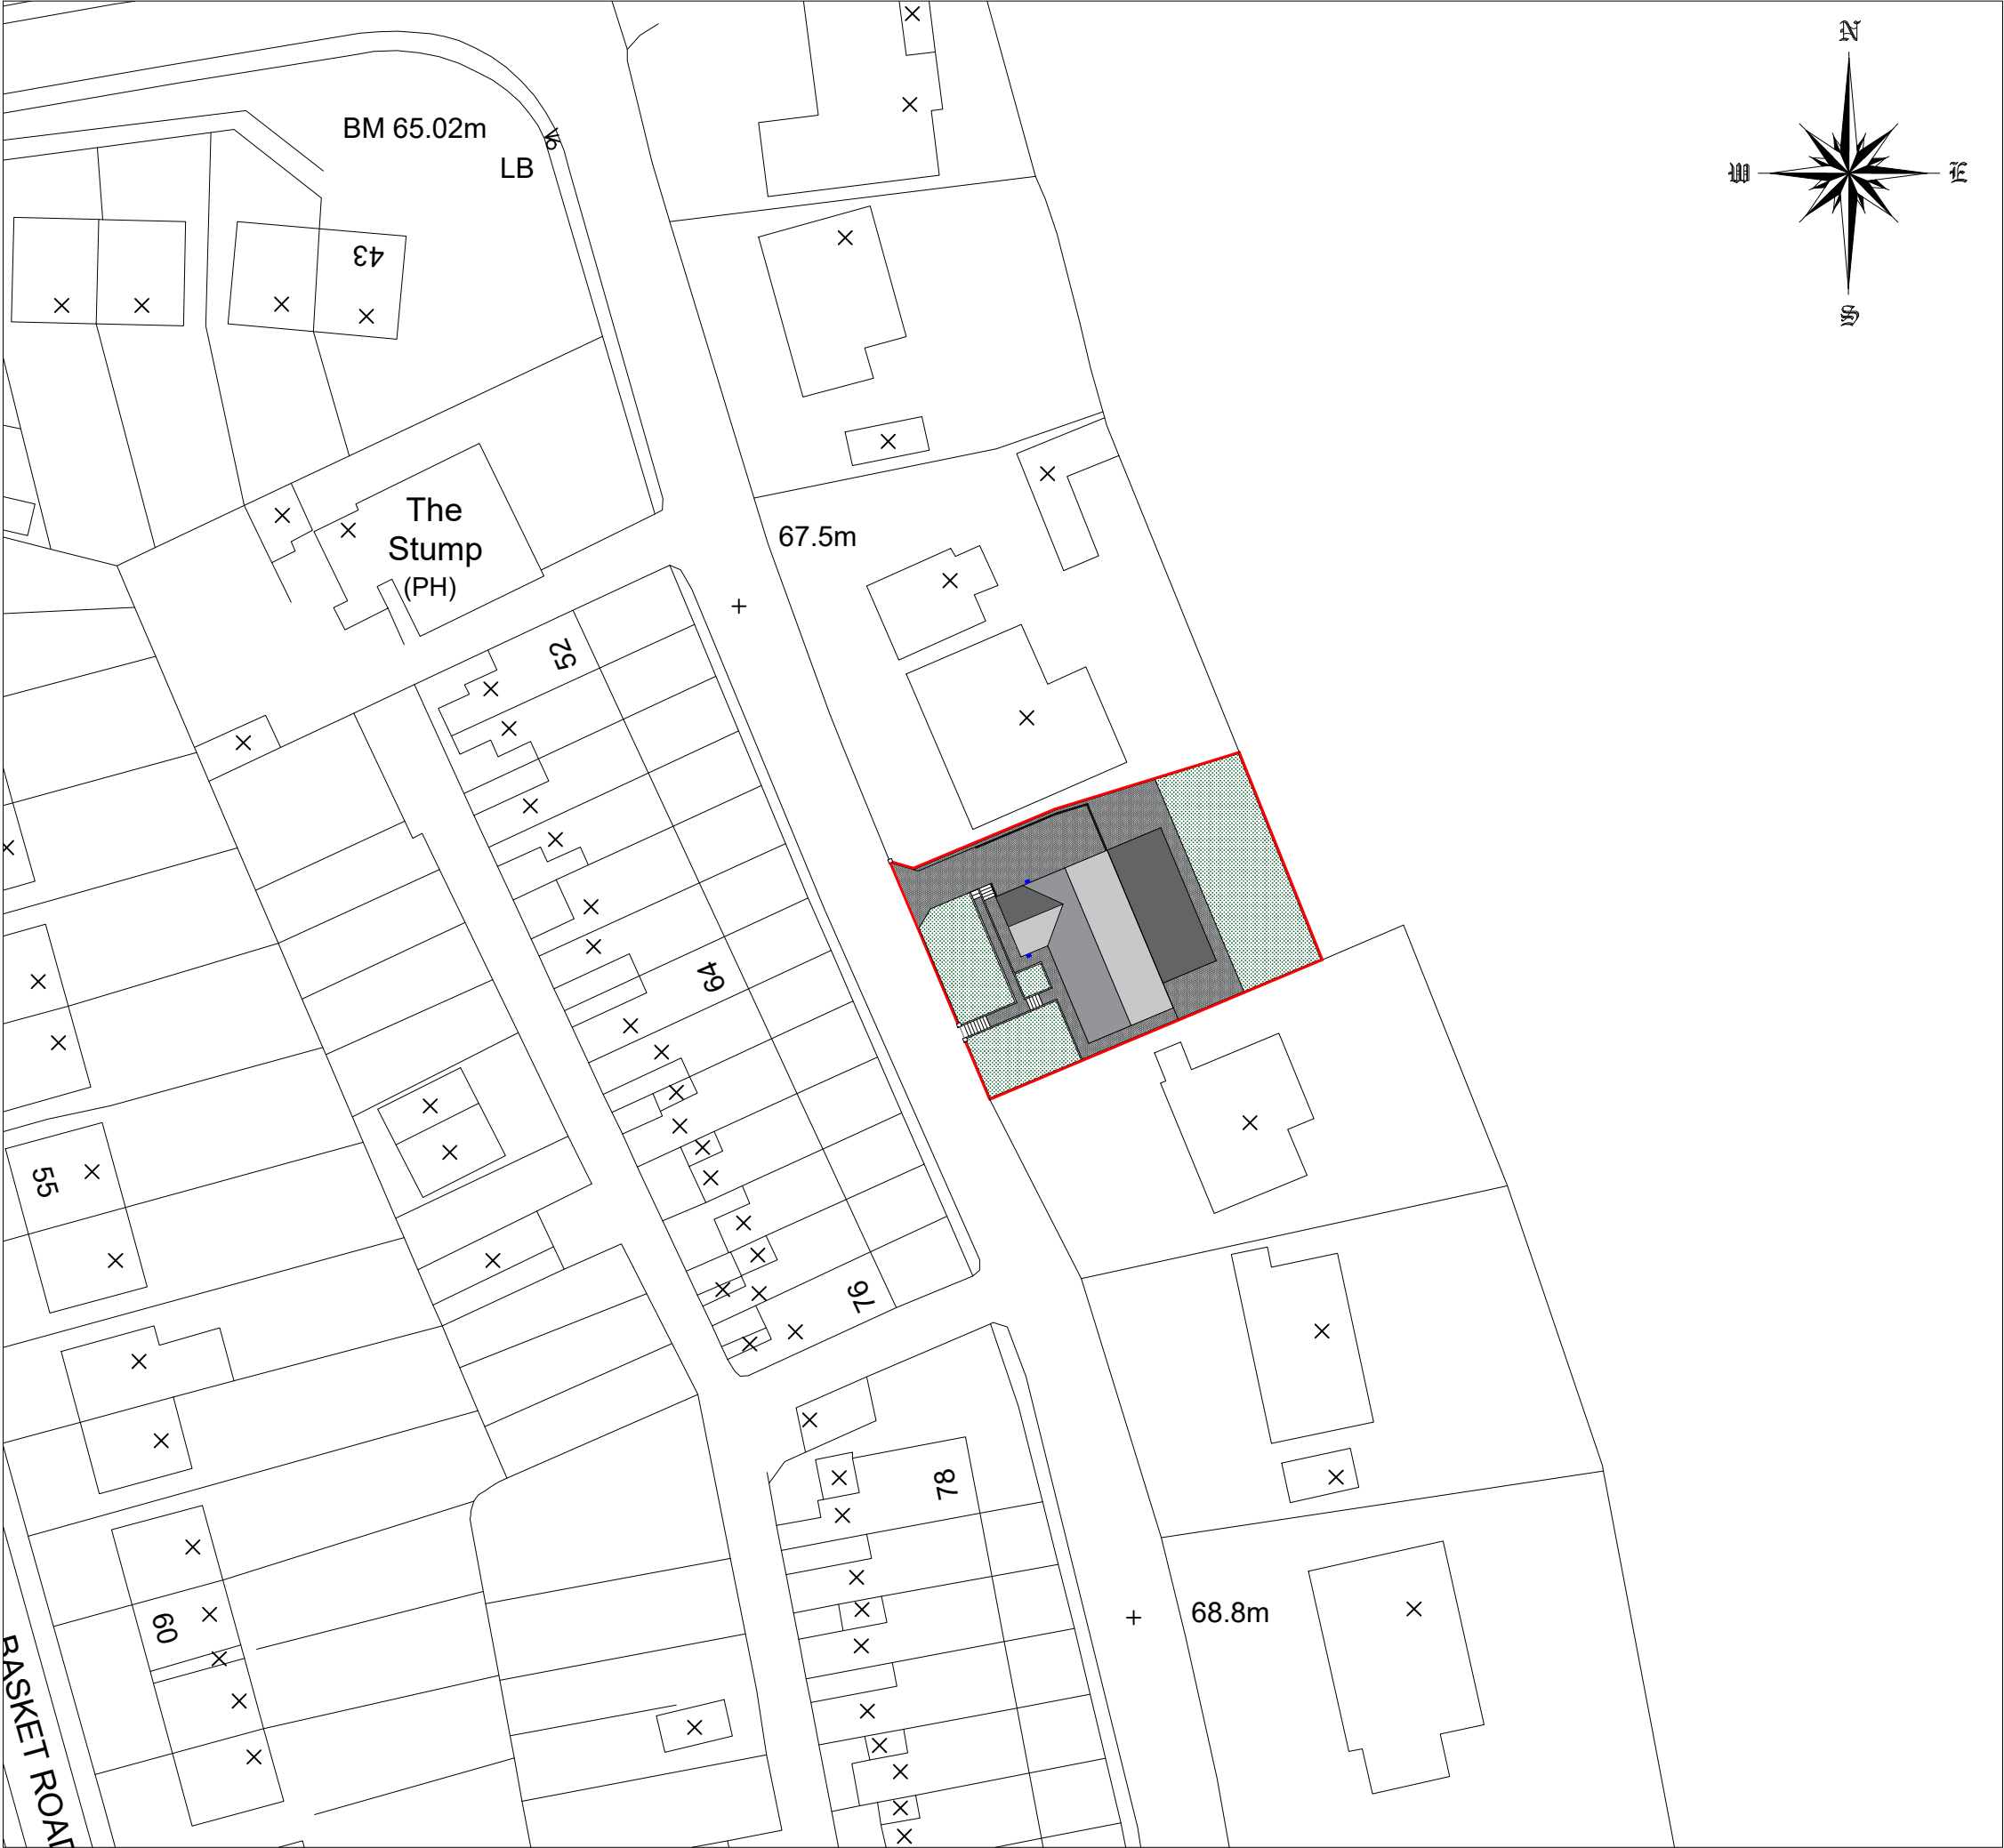 N
W
E
S
BM 65.02m
LB
43
The
Stump
(PH)
67.5m
52
64
55
76
78
68.8m
60
BASKET ROAD